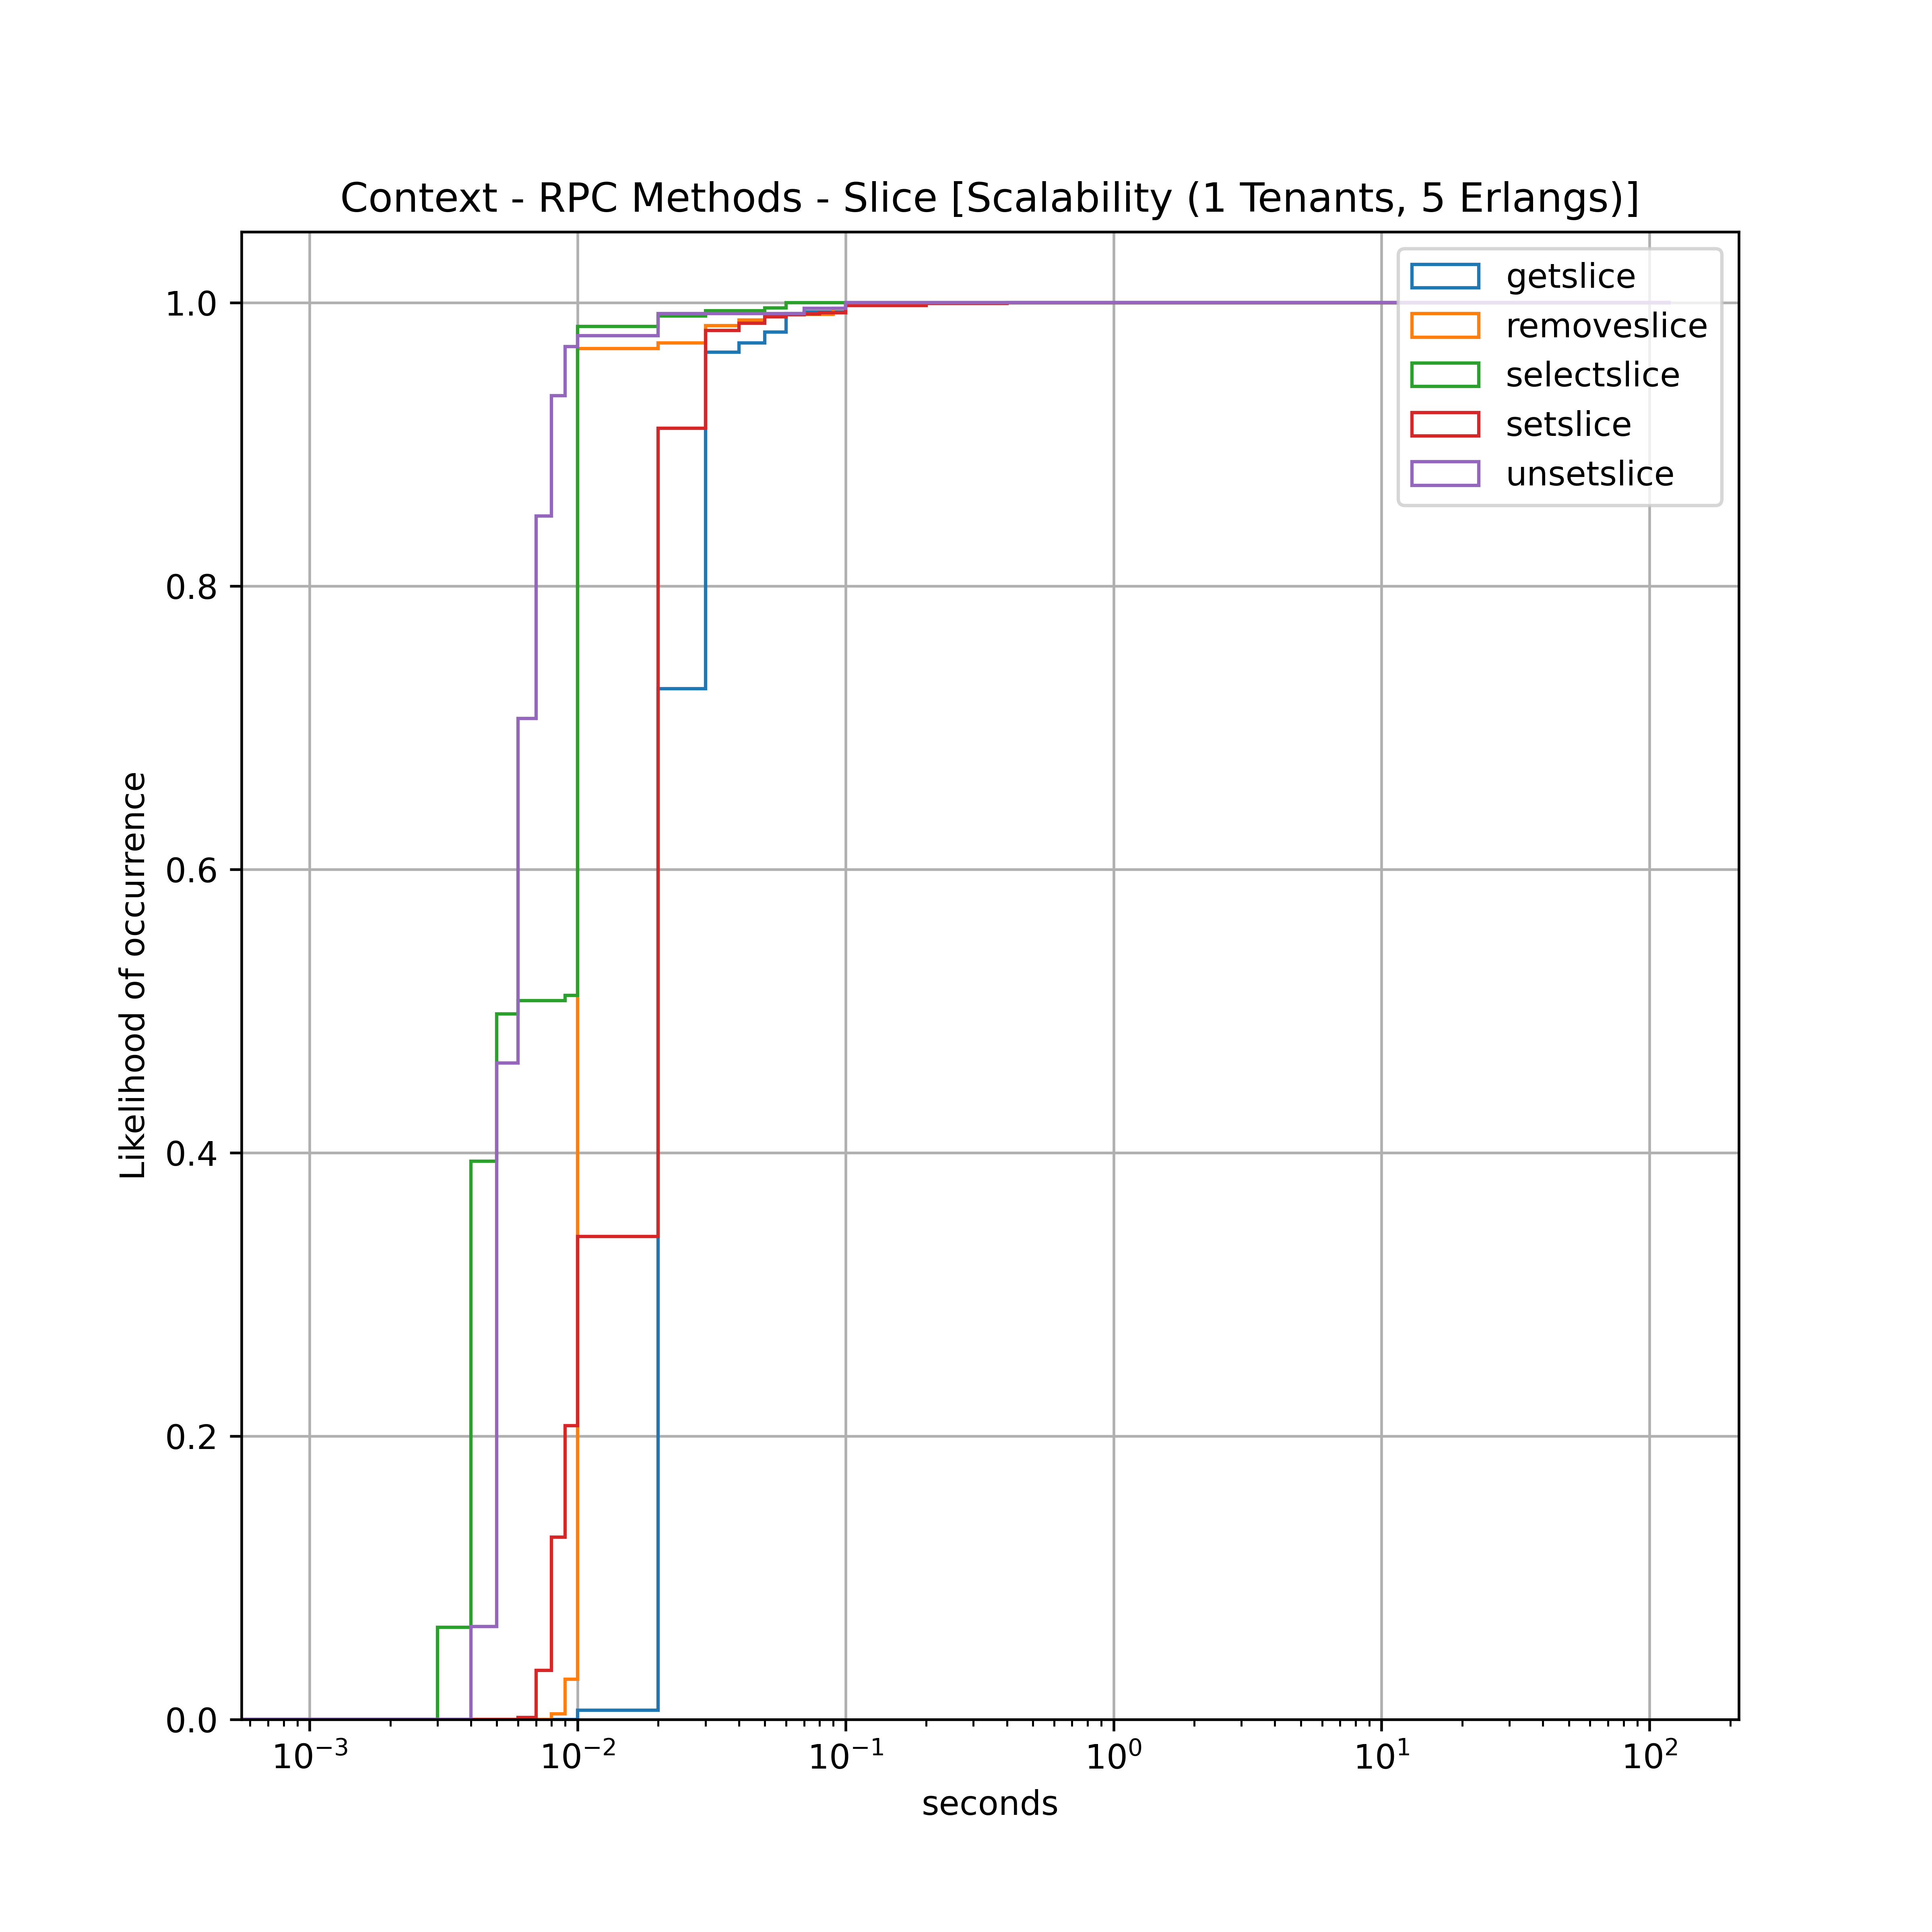 Context - RPC Methods - Slice [Scalability (1 Tenants, 5 Erlangs)]
getslice
removeslice
selectslice
setslice
unsetslice
Likelihood of occurrence
1.0
0.8
0.6
0.4
0.2
0.0
10⁻³ 10⁻² 10⁻¹ 10⁰ 10¹ 10²
seconds